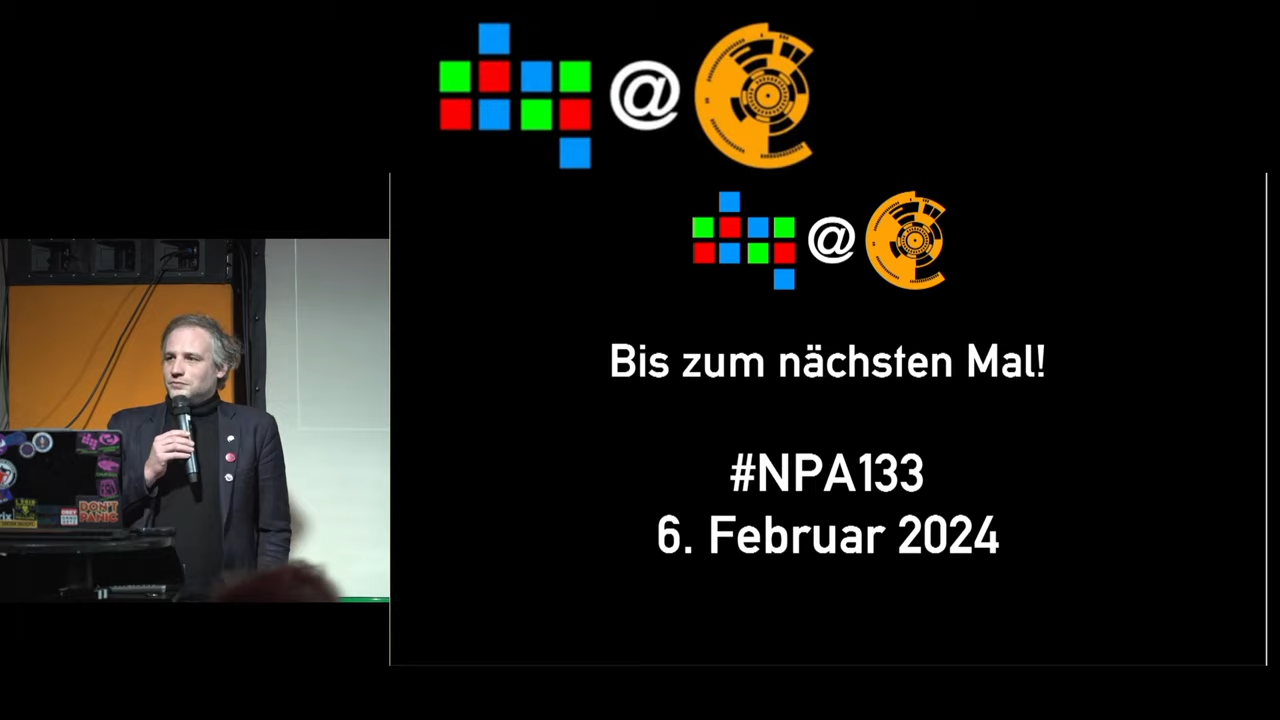 @
@
Bis zum nächsten Mal!
#NPA133
6. Februar 2024
DON'T
PANIC